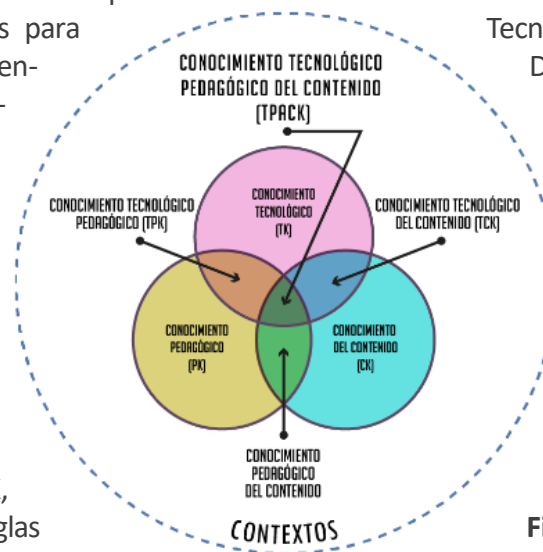 s para
en-
-
Tecn
D
CONOCIMIENTO TECNOLÓGICO
PEDAGÓGICO DEL CONTENIDO
(TPACK)
CONOCIMIENTO TECNOLÓGICO
PEDAGÓGICO (TPK)
CONOCIMIENTO
TECNOLÓGICO
(TK)
CONOCIMIENTO TECNOLÓGICO
DEL CONTENIDO (TCK)
CONOCIMIENTO
PEDAGÓGICO
(PK)
CONOCIMIENTO
DEL CONTENIDO
(CK)
CONOCIMIENTO
PEDAGÓGICO
DEL CONTENIDO
CONTEXTOS
,
glas
Fi